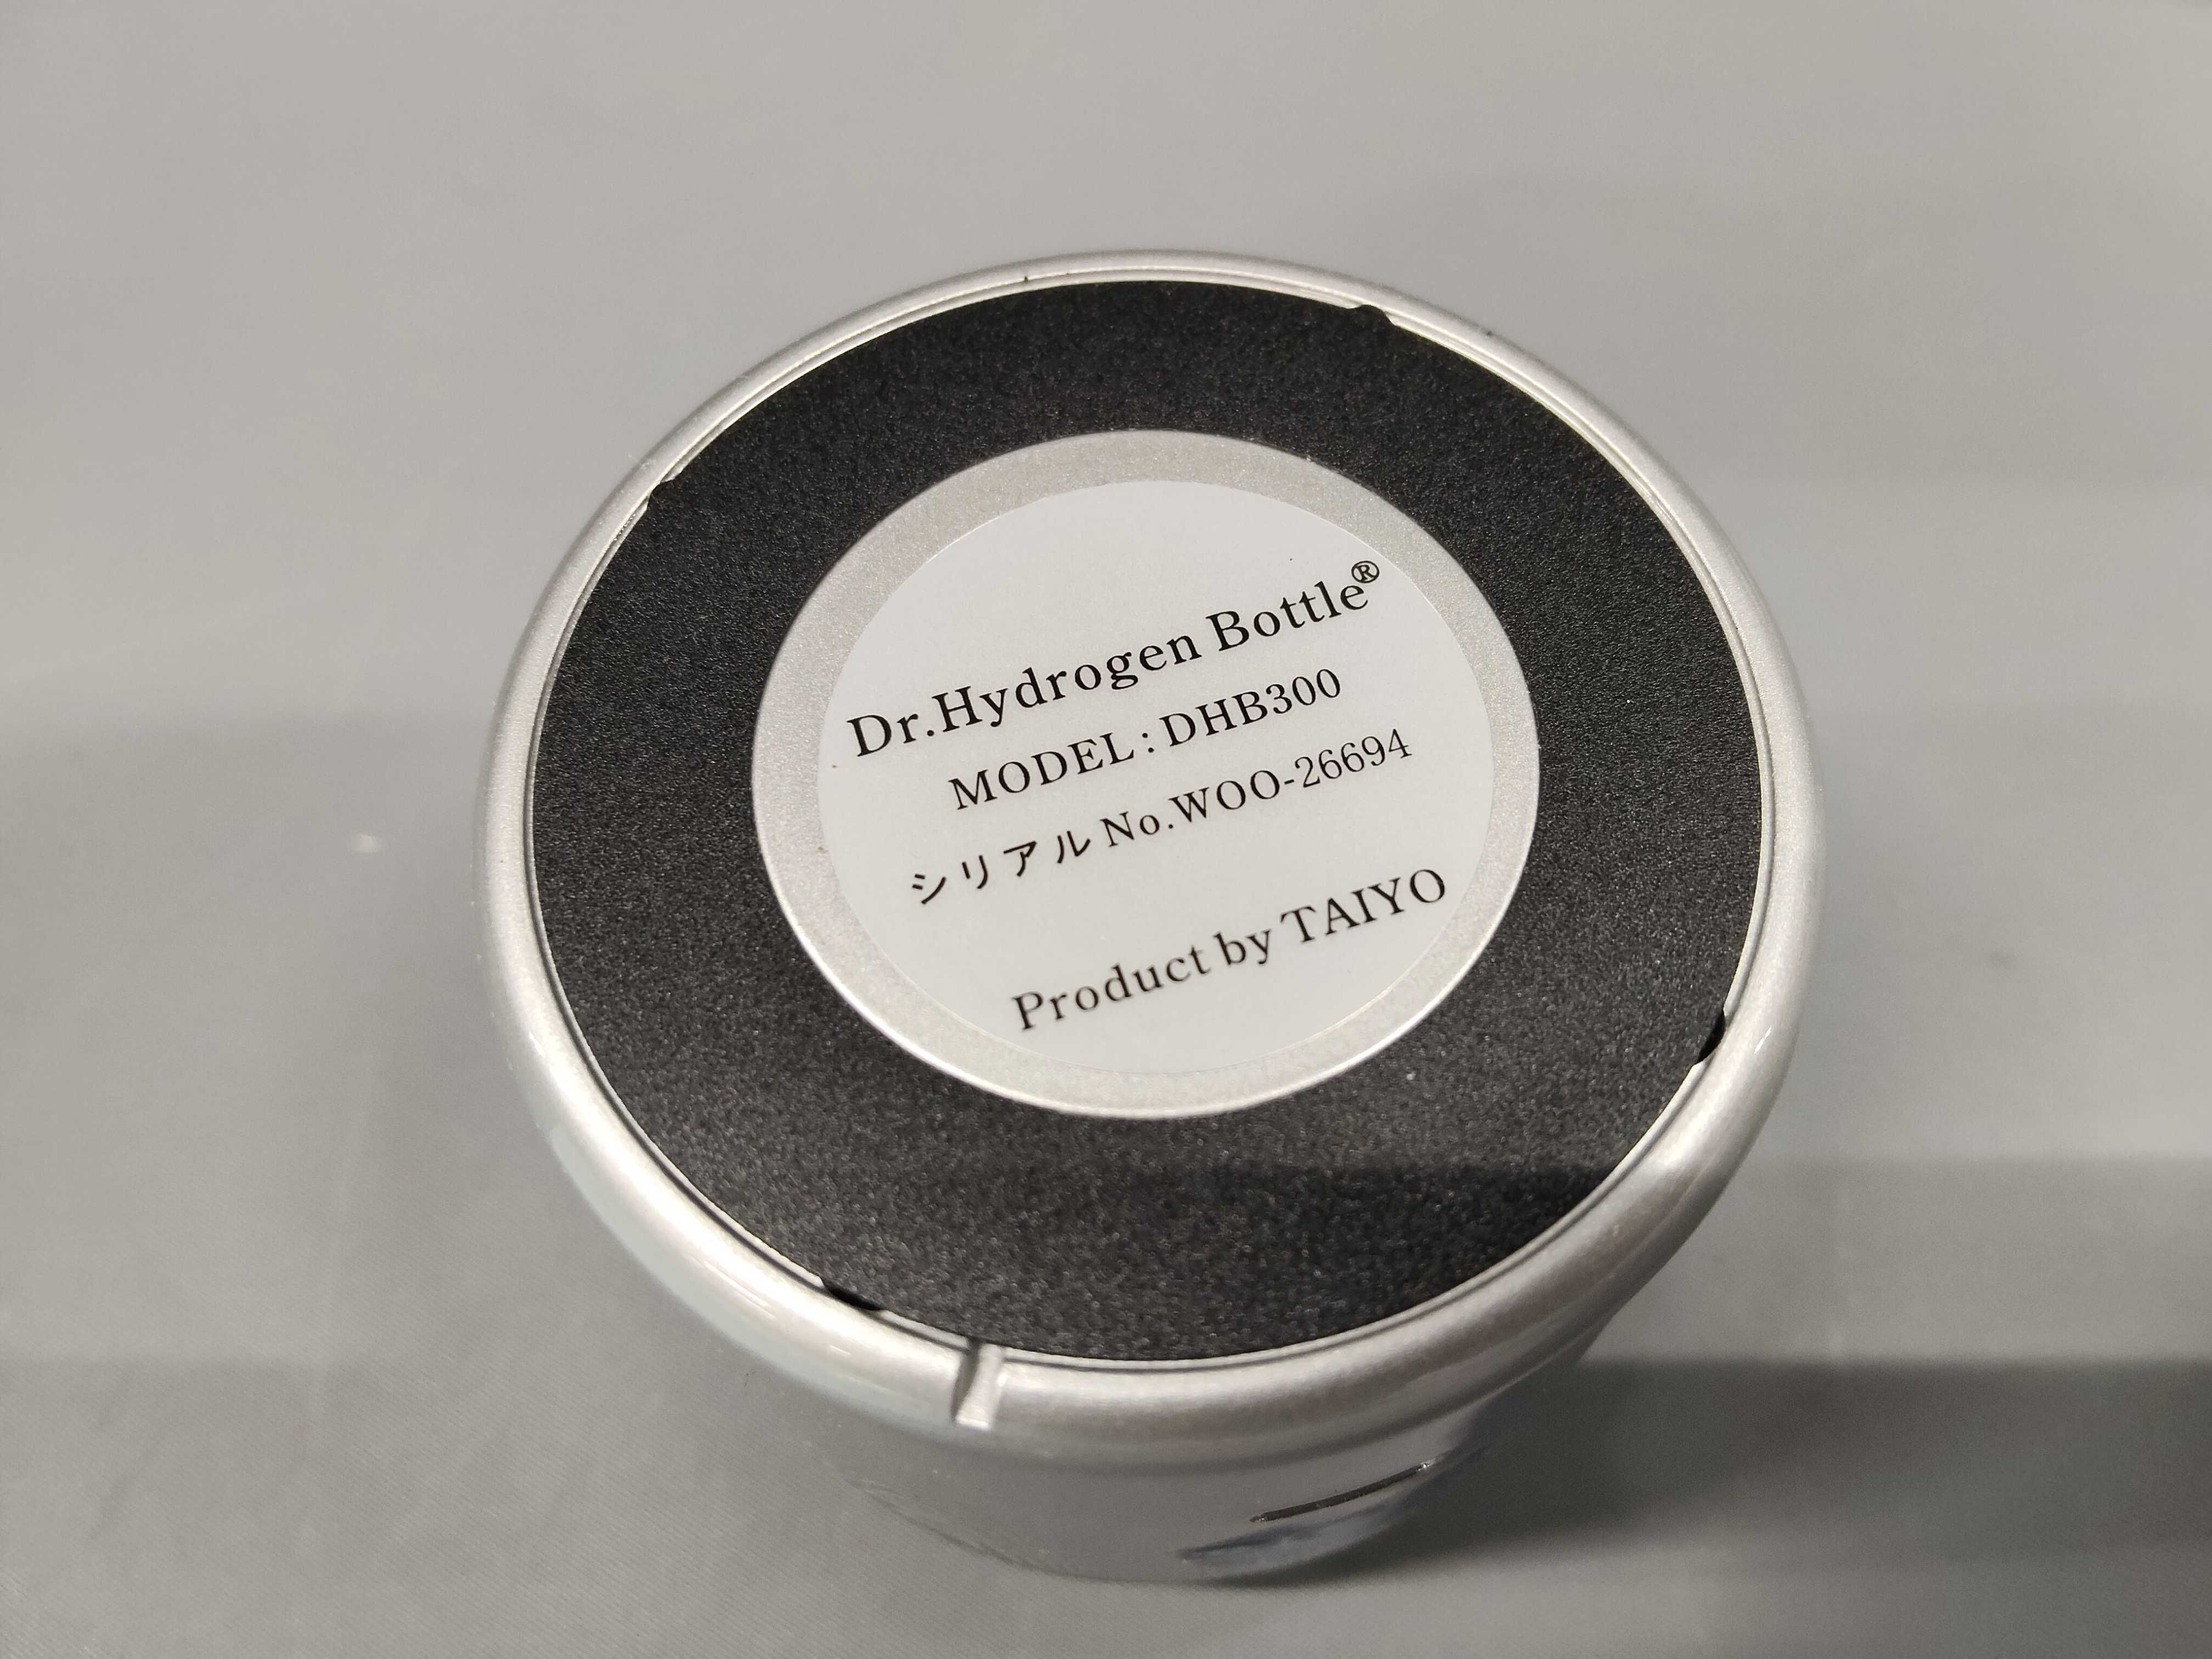 Dr.Hydrogen Bottle®
MODEL : DHB300
シリアル No.WOO-26694
Product by TAIYO